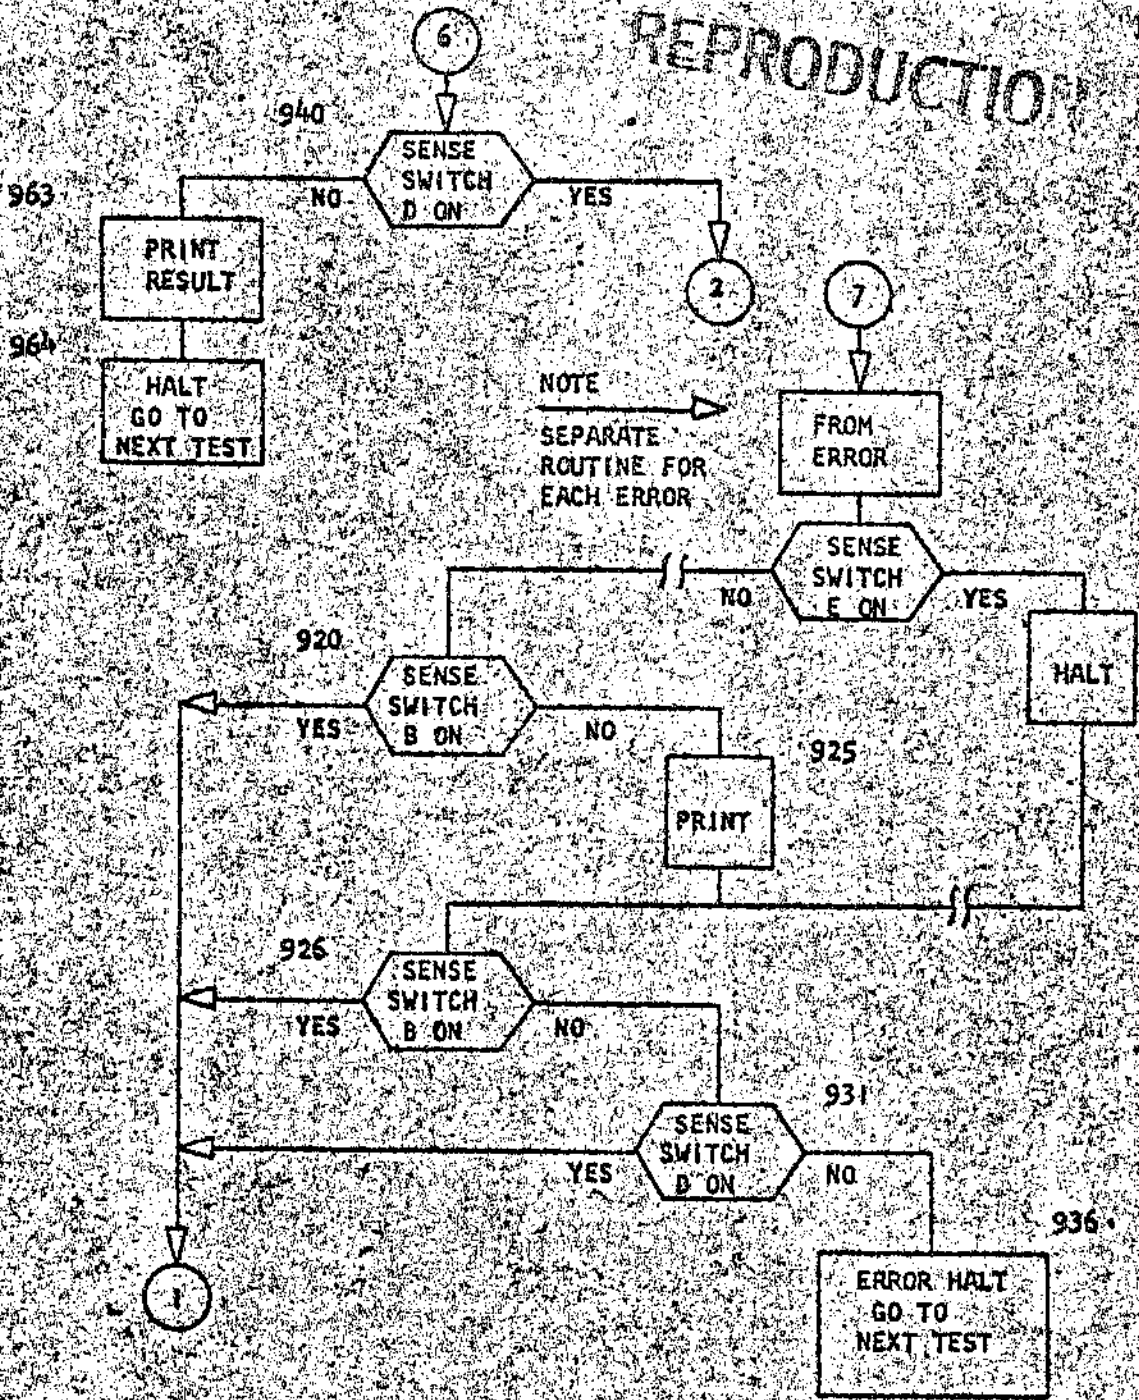 REPRODUCTION
6
940
SENSE
SWITCH
D ON
NO
YES
963
PRINT
RESULT
964
HALT
GO TO
NEXT TEST
2
7
NOTE
SEPARATE
ROUTINE FOR
EACH ERROR
FROM
ERROR
SENSE
SWITCH
E ON
NO
YES
HALT
920
SENSE
SWITCH
B ON
YES
NO
925
PRINT
926
SENSE
SWITCH
B ON
YES
NO
931
SENSE
SWITCH
D ON
YES
NO
936
ERROR HALT
GO TO
NEXT TEST
1